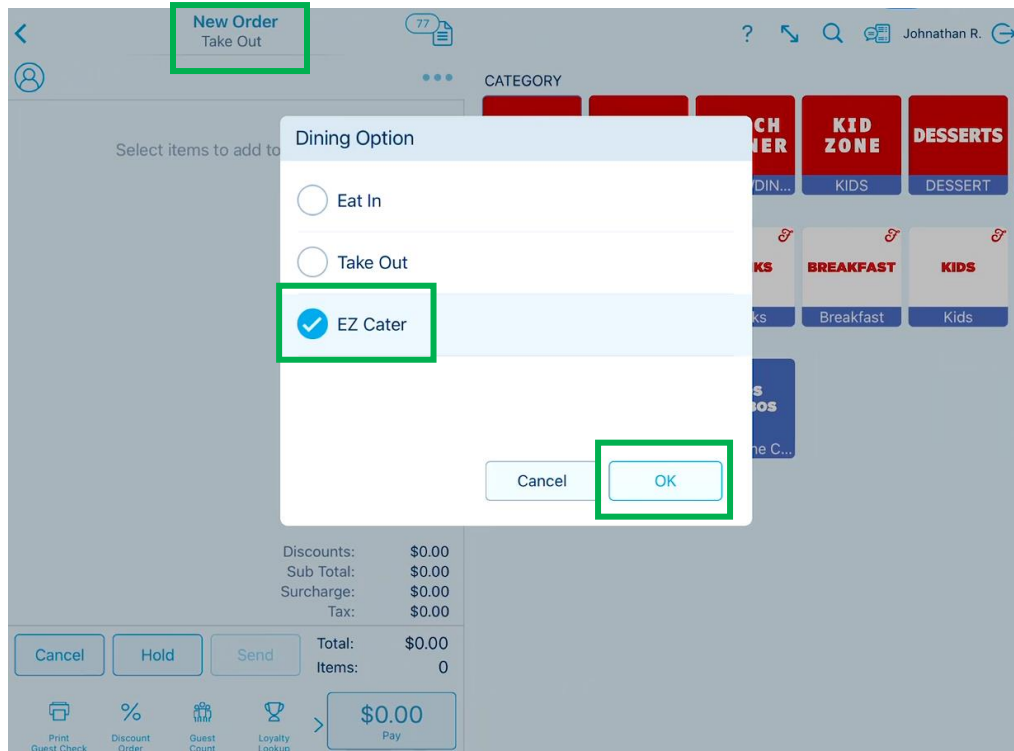 New Order
Take Out
77
?
Johnathan R.
CATEGORY
Select items to add to
Dining Option
Eat In
Take Out
EZ Cater
Cancel
OK
CH
KID
ZONE
DESSERTS
KIDS
DESSERT
KS
BREAKFAST
KIDS
ks
Breakfast
Kids
Discounts: $0.00
Sub Total: $0.00
Surcharge: $0.00
Tax: $0.00
Total: $0.00
Items: 0
Cancel
Hold
Send
Print
Guest Check
%
Discount
Order
Guest
Count
Loyalty
Lookup
$0.00
Pay